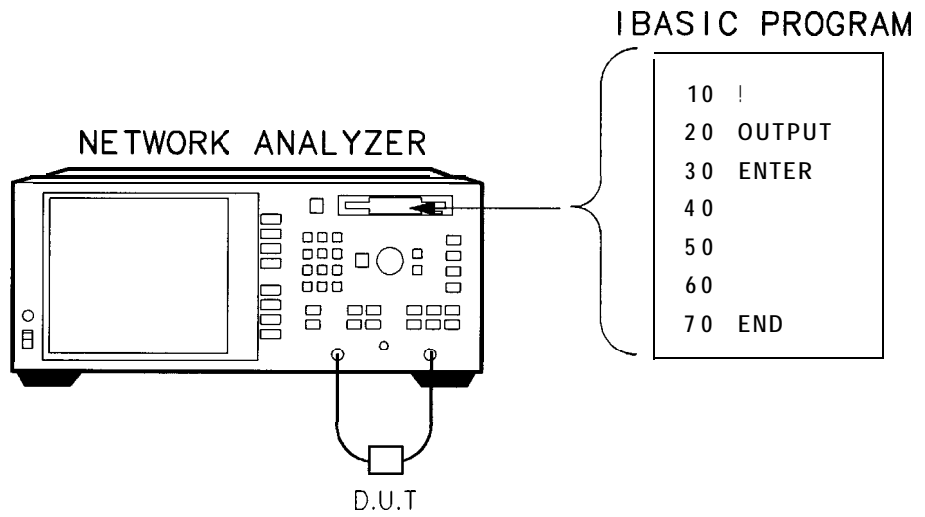 IBASIC PROGRAM
10 !
20 OUTPUT
30 ENTER
40
50
60
70 END
NETWORK ANALYZER
D.U.T